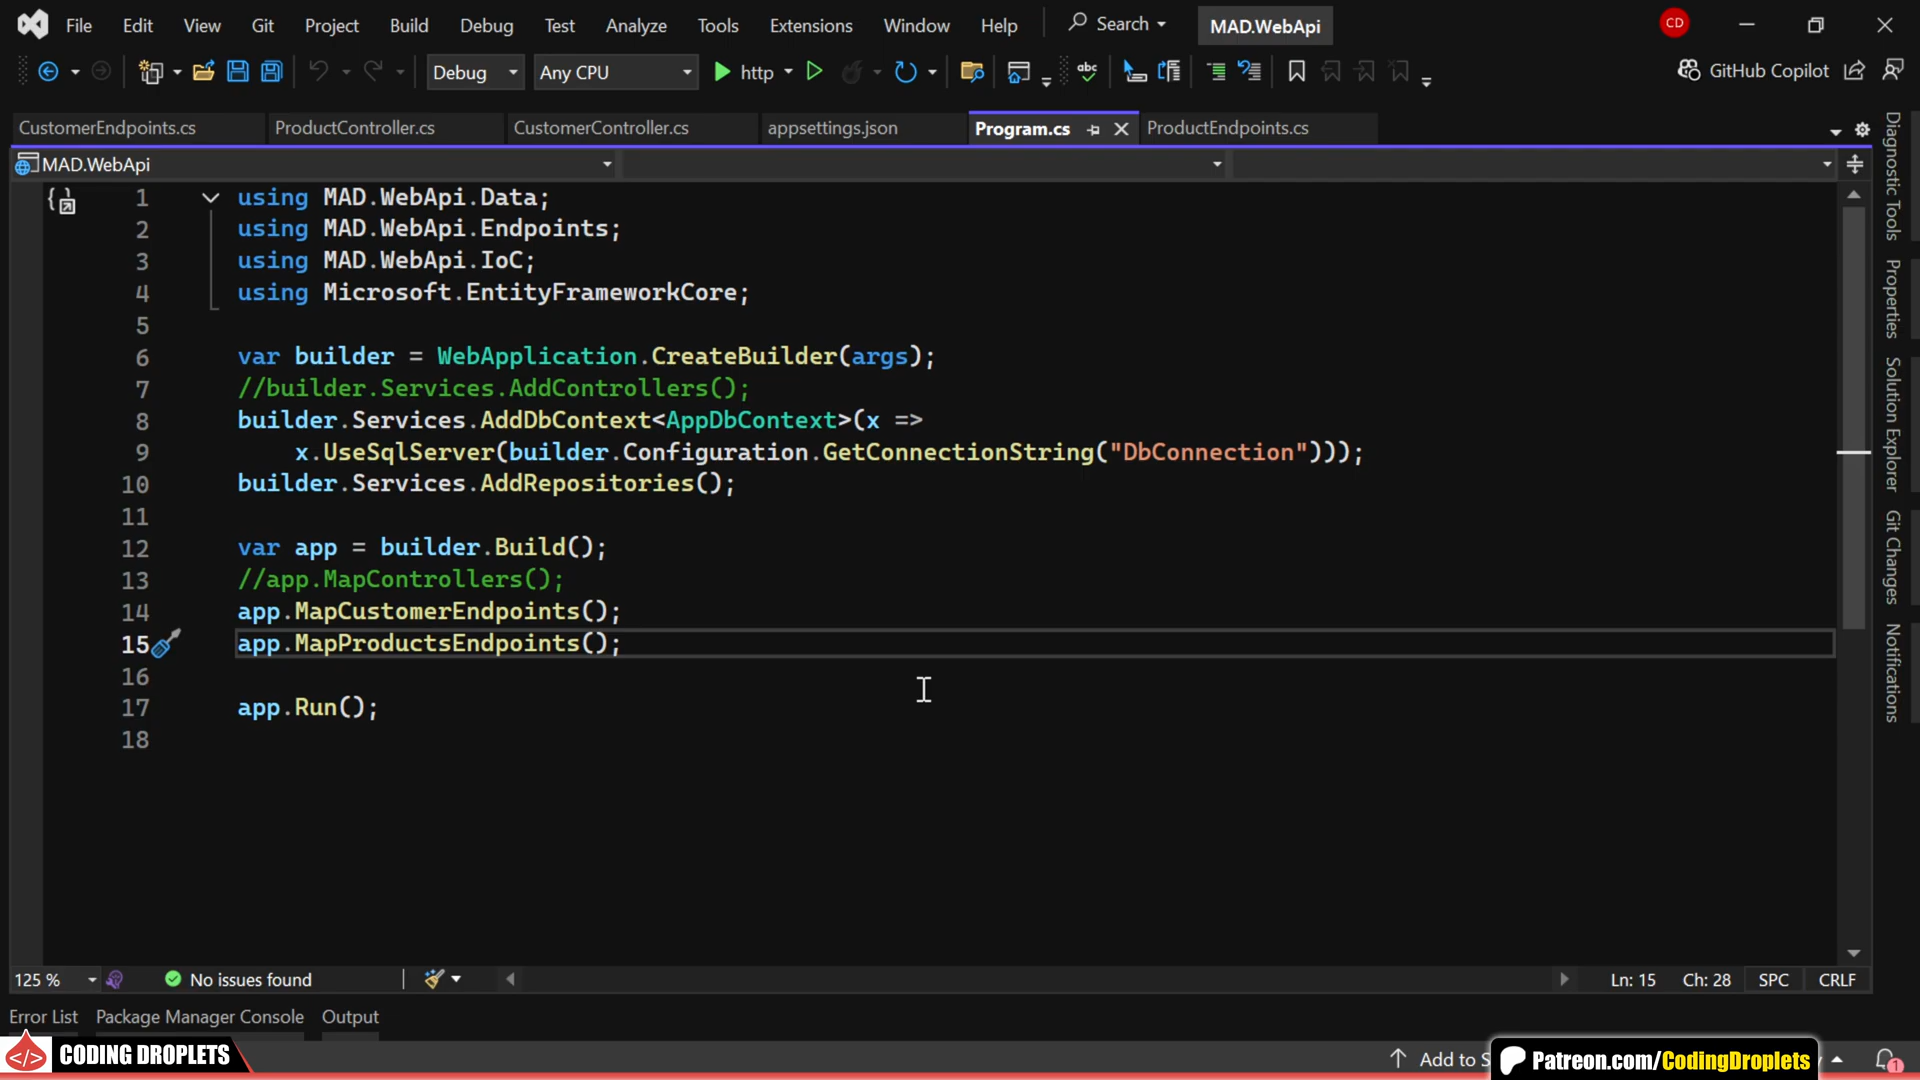 File Edit View Git Project Build Debug Test Analyze Tools Extensions Window Help Search MAD.WebApi CD
Debug Any CPU http abc GitHub Copilot
CustomerEndpoints.cs ProductController.cs CustomerController.cs appsettings.json Program.cs ProductEndpoints.cs
MAD.WebApi
1 using MAD.WebApi.Data;
2 using MAD.WebApi.Endpoints;
3 using MAD.WebApi.IoC;
4 using Microsoft.EntityFrameworkCore;
5
6 var builder = WebApplication.CreateBuilder(args);
7 //builder.Services.AddControllers();
8 builder.Services.AddDbContext<AppDbContext>(x =>
9 x.UseSqlServer(builder.Configuration.GetConnectionString("DbConnection")));
10 builder.Services.AddRepositories();
11
12 var app = builder.Build();
13 //app.MapControllers();
14 app.MapCustomerEndpoints();
15 app.MapProductsEndpoints();
16
17 app.Run();
18
Diagnostic Tools
Properties
Solution Explorer
Git Changes
Notifications
125 % No issues found Ln: 15 Ch: 28 SPC CRLF
Error List Package Manager Console Output
CODING DROPLETS
Add to S
Patreon.com/CodingDroplets
1